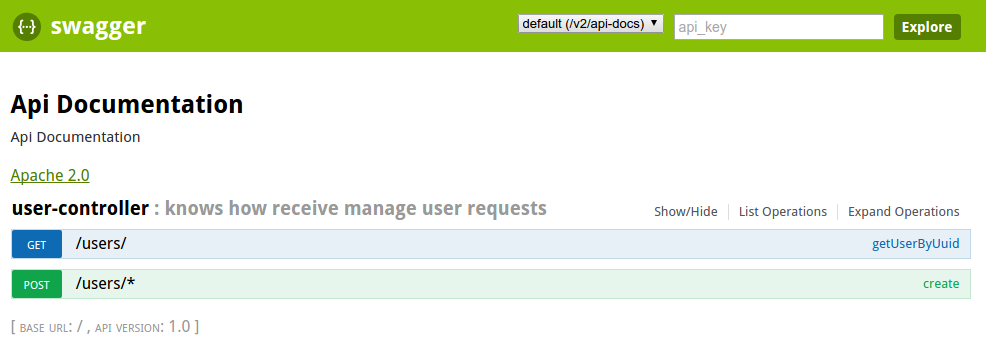 {··} swagger default (/v2/api-docs) ▼ api_key Explore
Api Documentation
Api Documentation
Apache 2.0
user-controller : knows how receive manage user requests Show/Hide List Operations Expand Operations
GET /users/ getUserByUuid
POST /users/* create
[ BASE URL: / , API VERSION: 1.0 ]